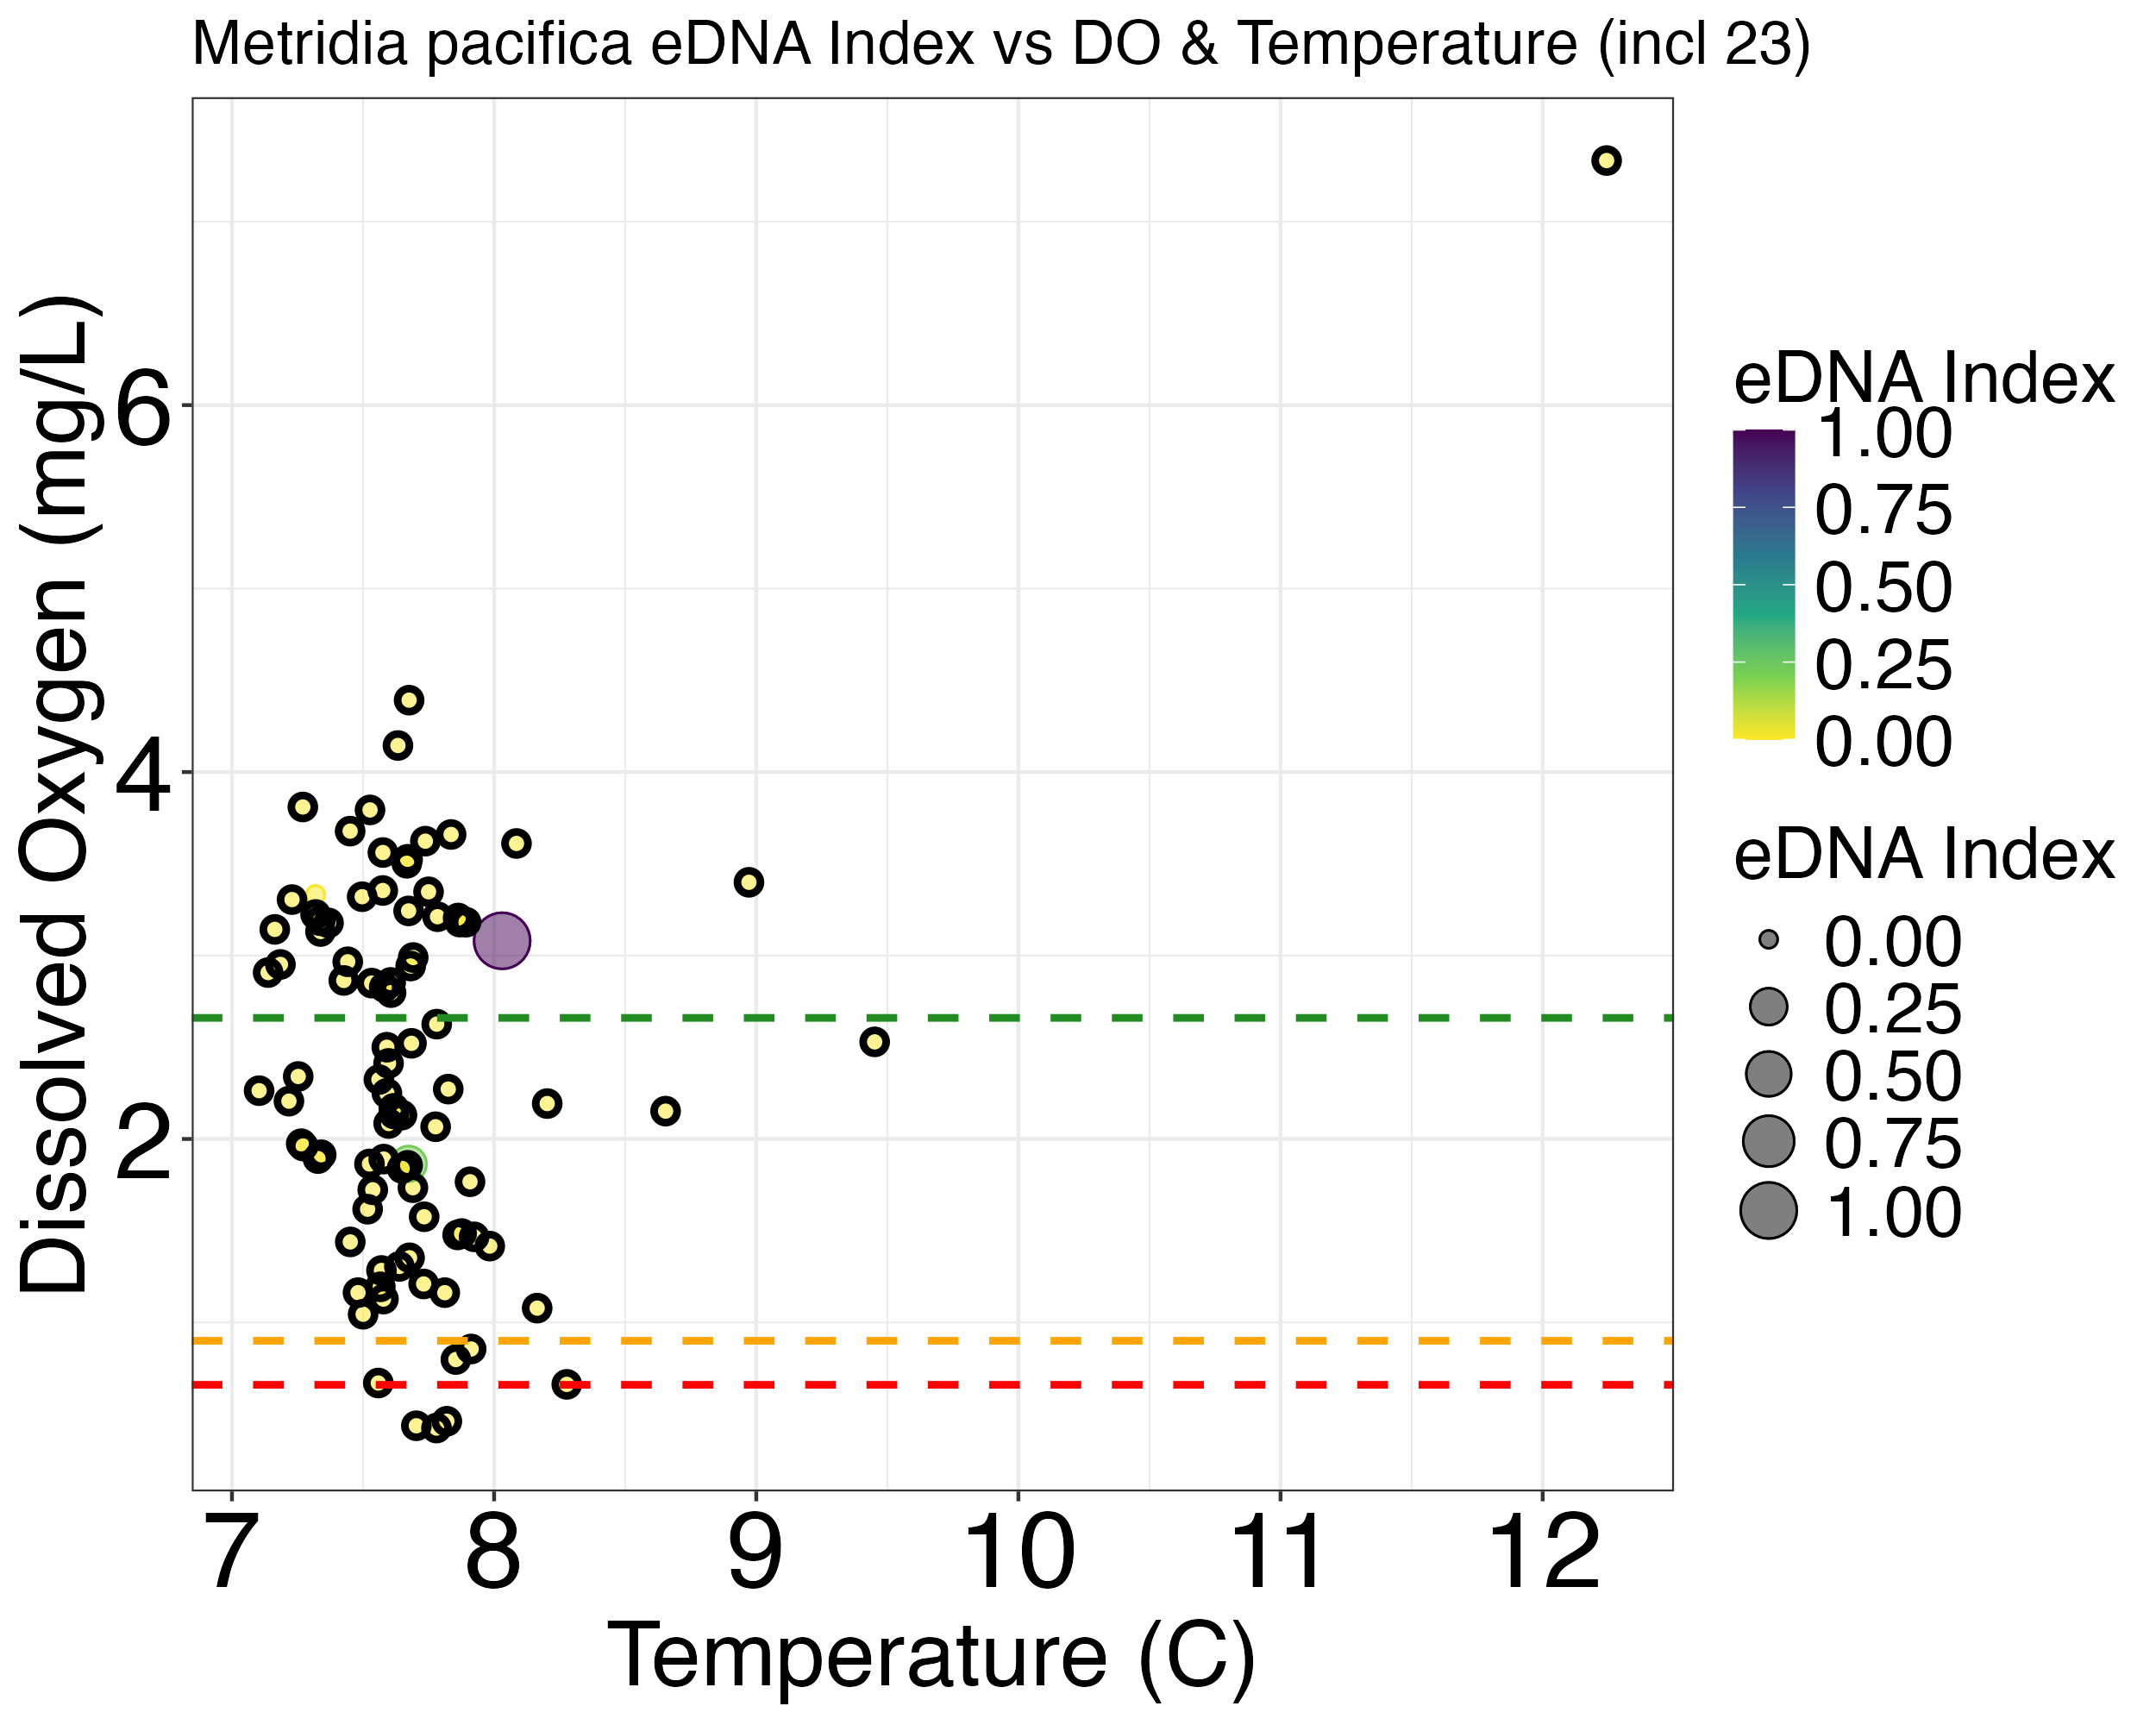 Metridia pacifica eDNA Index vs DO & Temperature (incl 23)
Dissolved Oxygen (mg/L)
6
4
2
7 8 9 10 11 12
Temperature (C)
eDNA Index
1.00
0.75
0.50
0.25
0.00
eDNA Index
0.00
0.25
0.50
0.75
1.00